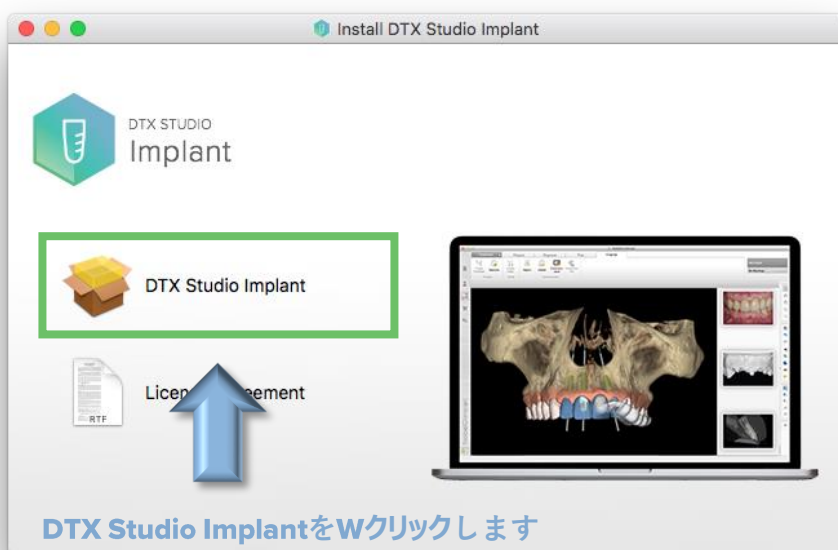 Install DTX Studio Implant
DTX STUDIO
Implant
DTX Studio Implant
RTF
DTX Studio ImplantをWクリックします